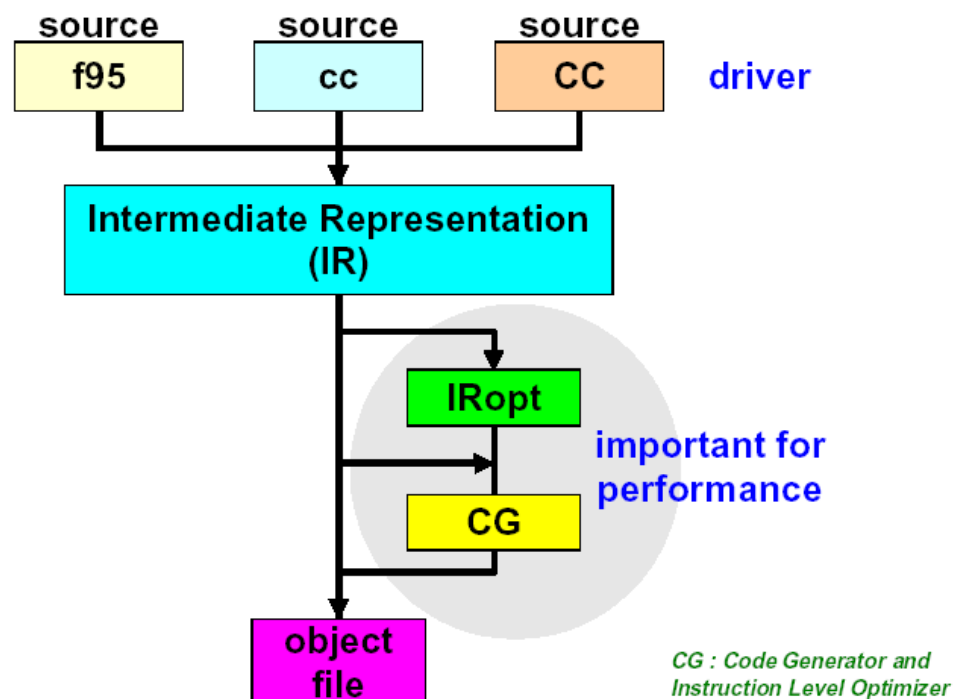 source source source
f95 cc CC driver
Intermediate Representation
(IR)
IRopt
important for
performance
CG
object
file
CG : Code Generator and
Instruction Level Optimizer